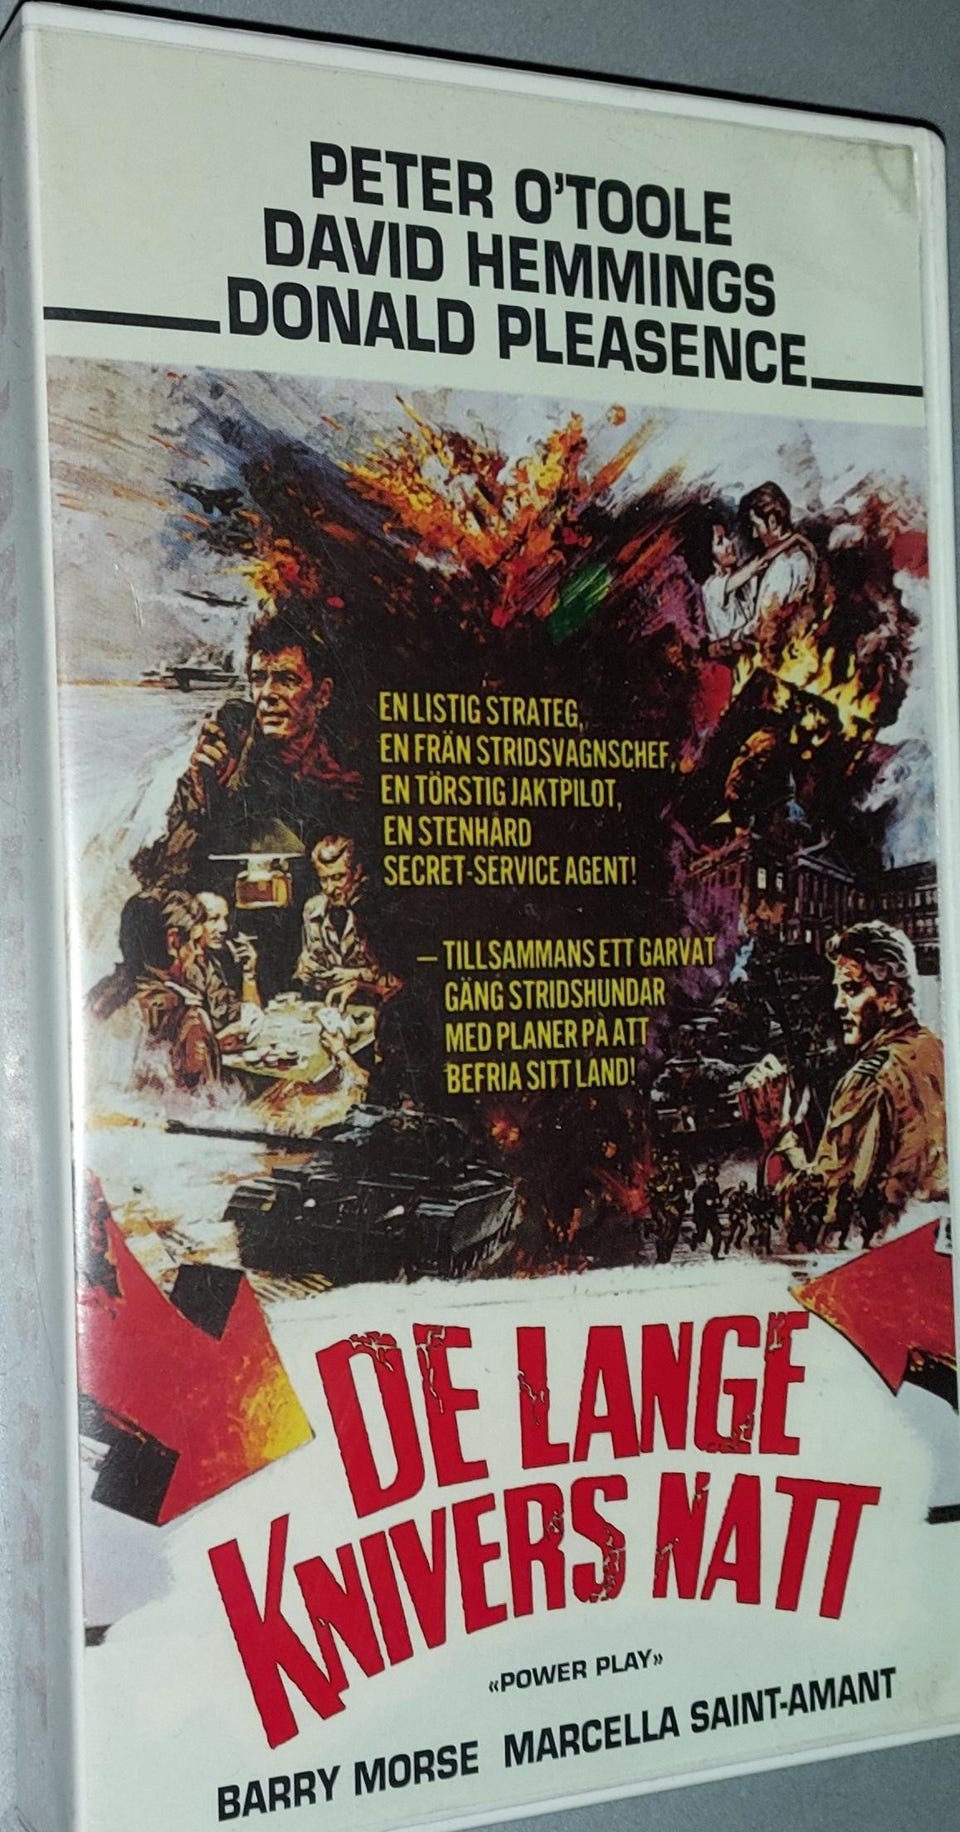 PETER O'TOOLE
DAVID HEMMINGS
DONALD PLEASENCE
EN LISTIG STRATEG,
EN FRÄN STRIDSVAGNSCHEF,
EN TÖRSTIG JAKTPILOT,
EN STENHÅRD
SECRET-SERVICE AGENT!
– TILLSAMMANS ETT GARVAT
GÄNG STRIDSHUNDAR
MED PLANER PÅ ATT
BEFRIA SITT LAND!
DE LANGE
KNIVERS NATT
«POWER PLAY»
BARRY MORSE MARCELLA SAINT-AMANT